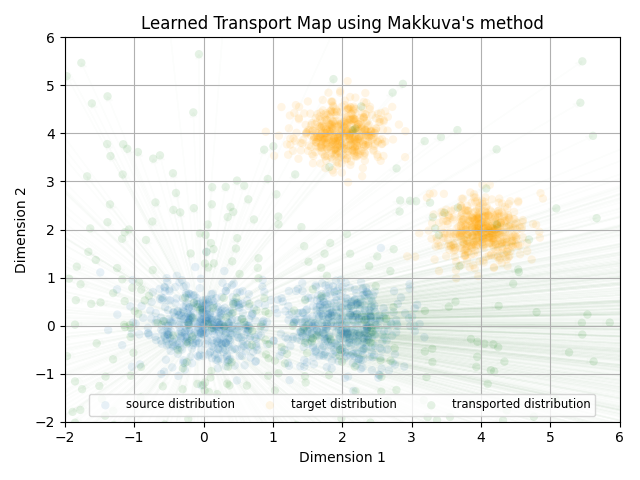 Learned Transport Map using Makkuva's method
6
5
4
3
2
1
0
−1
−2
Dimension 2
source distribution target distribution transported distribution
−2 −1 0 1 2 3 4 5 6
Dimension 1